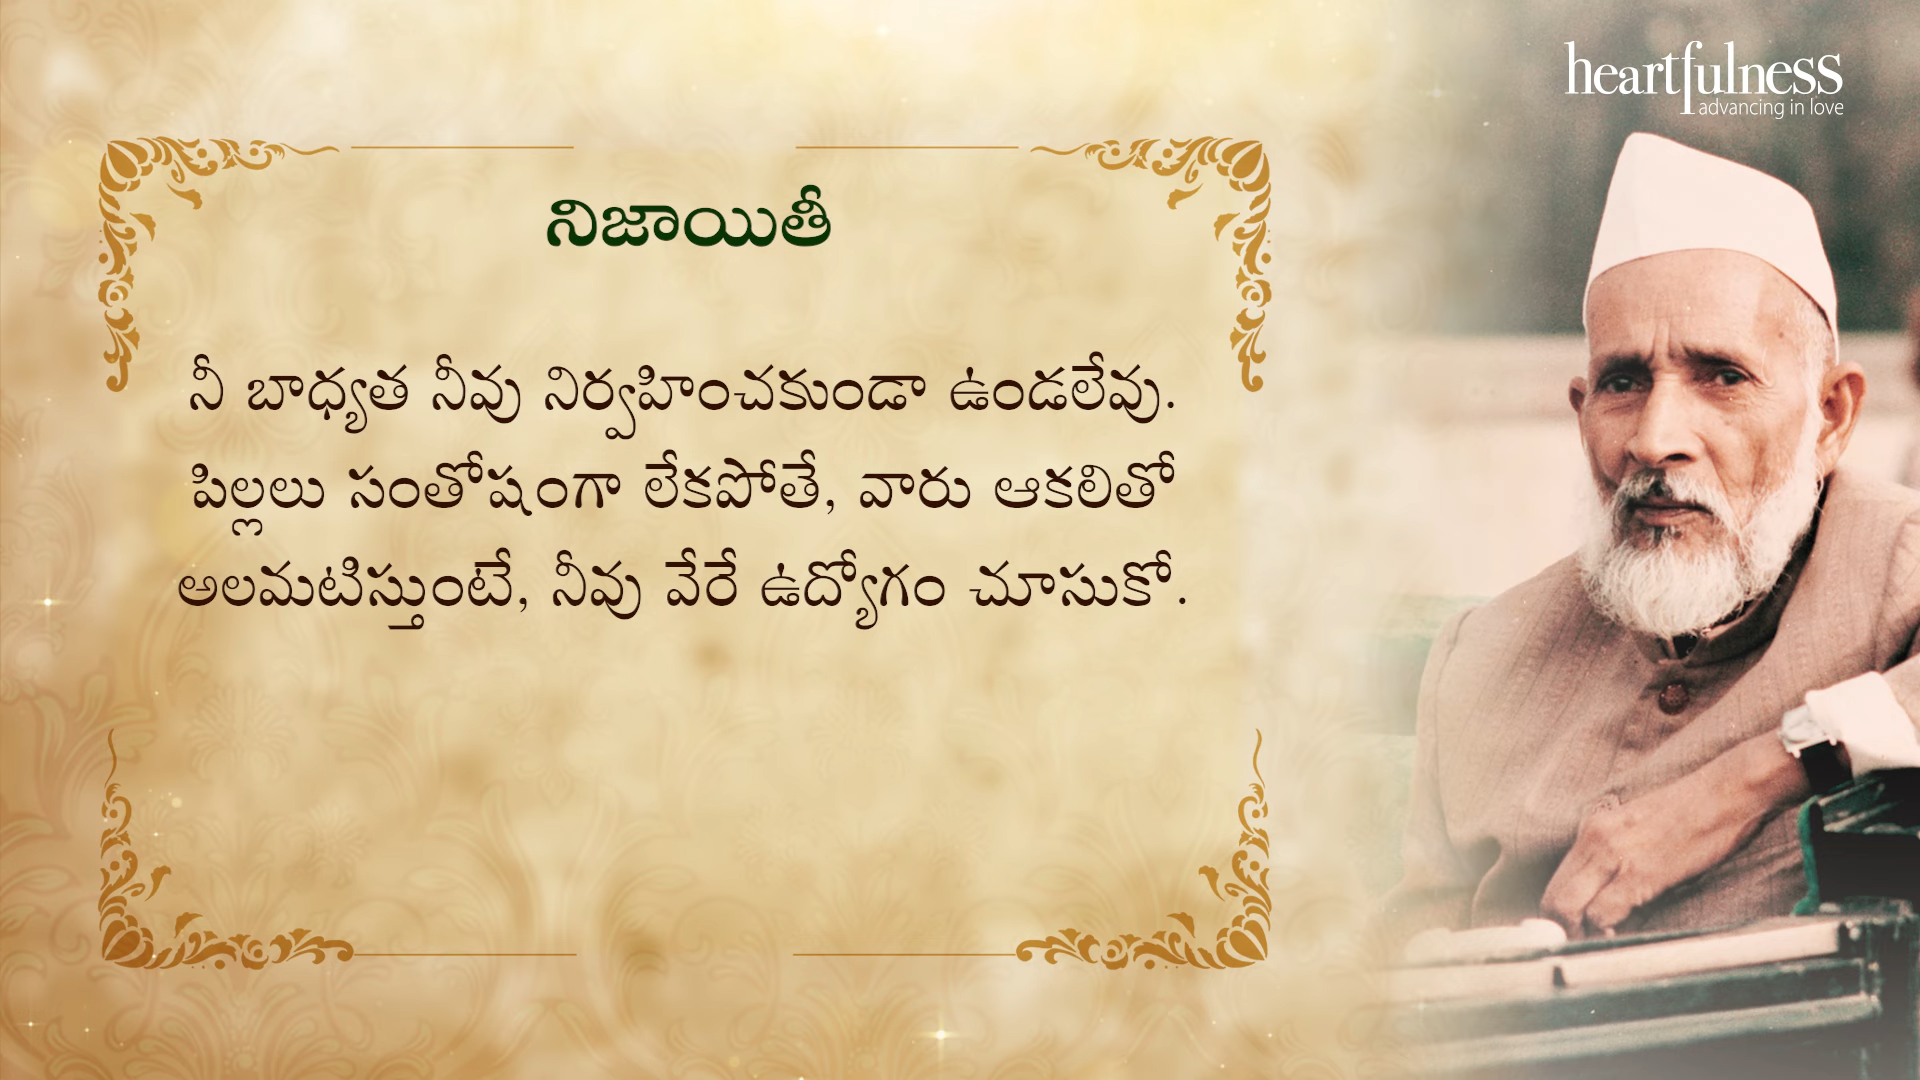 heartfulness
advancing in love
నిజాయితీ
నీ బాధ్యత నీవు నిర్వహించకుండా ఉండలేవు.
పిల్లలు సంతోషంగా లేకపోతే, వారు ఆకలితో
అలమటిస్తుంటే, నీవు వేరే ఉద్యోగం చూసుకో.